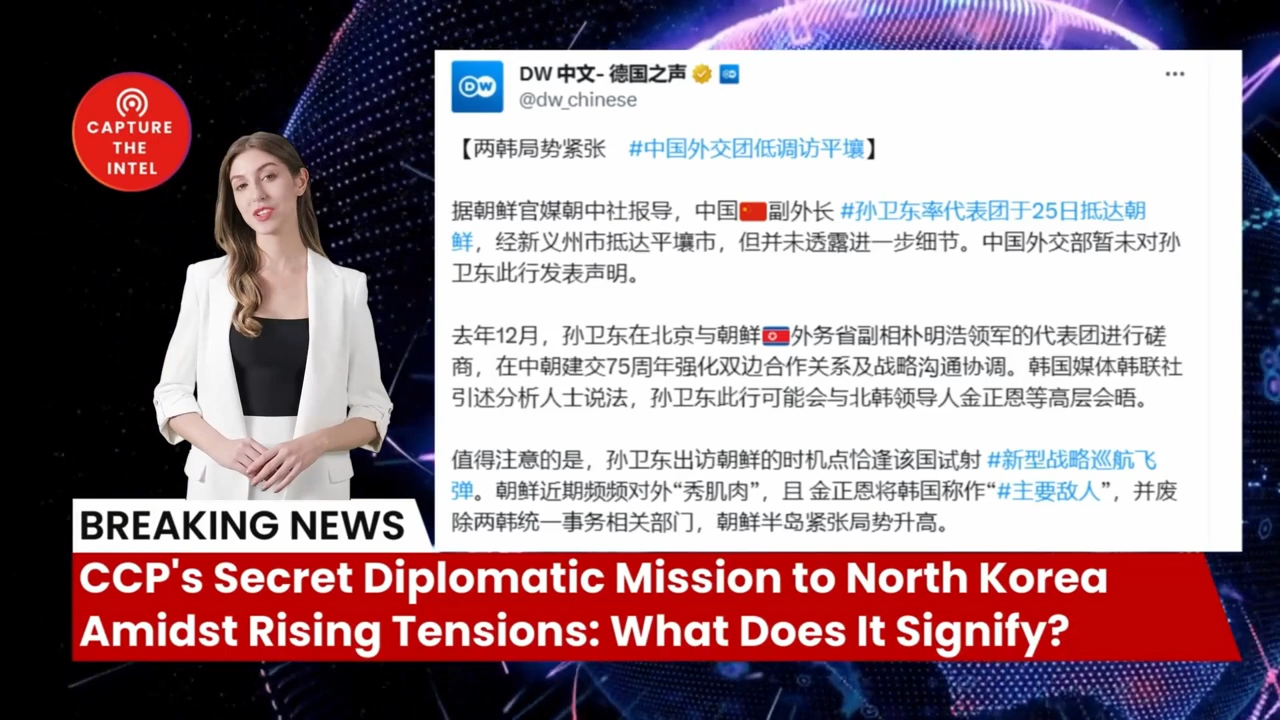 CAPTURE
THE
INTEL
DW
DW 中文- 德国之声
@dw_chinese
【两韩局势紧张 #中国外交团低调访平壤】
据朝鲜官媒朝中社报导，中国🇨🇳副外长 #孙卫东率代表团于25日抵达朝
鲜，经新义州市抵达平壤市，但并未透露进一步细节。中国外交部暂未对孙
卫东此行发表声明。
去年12月，孙卫东在北京与朝鲜🇰🇵外务省副相朴明浩领军的代表团进行磋
商，在中朝建交75周年强化双边合作关系及战略沟通协调。韩国媒体韩联社
引述分析人士说法，孙卫东此行可能会与北韩领导人金正恩等高层会晤。
值得注意的是，孙卫东出访朝鲜的时机点恰逢该国试射 #新型战略巡航飞
弹。朝鲜近期频频对外“秀肌肉”，且 金正恩将韩国称作“#主要敌人”，并废
除两韩统一事务相关部门，朝鲜半岛紧张局势升高。
BREAKING NEWS
CCP's Secret Diplomatic Mission to North Korea
Amidst Rising Tensions: What Does It Signify?